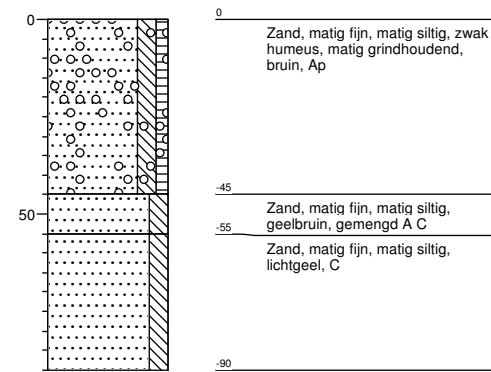 0
0
Zand, matig fijn, matig siltig, zwak
humeus, matig grindhoudend,
bruin, Ap
-45
50
Zand, matig fijn, matig siltig,
geelbruin, gemengd A C
-55
Zand, matig fijn, matig siltig,
lichtgeel, C
-90